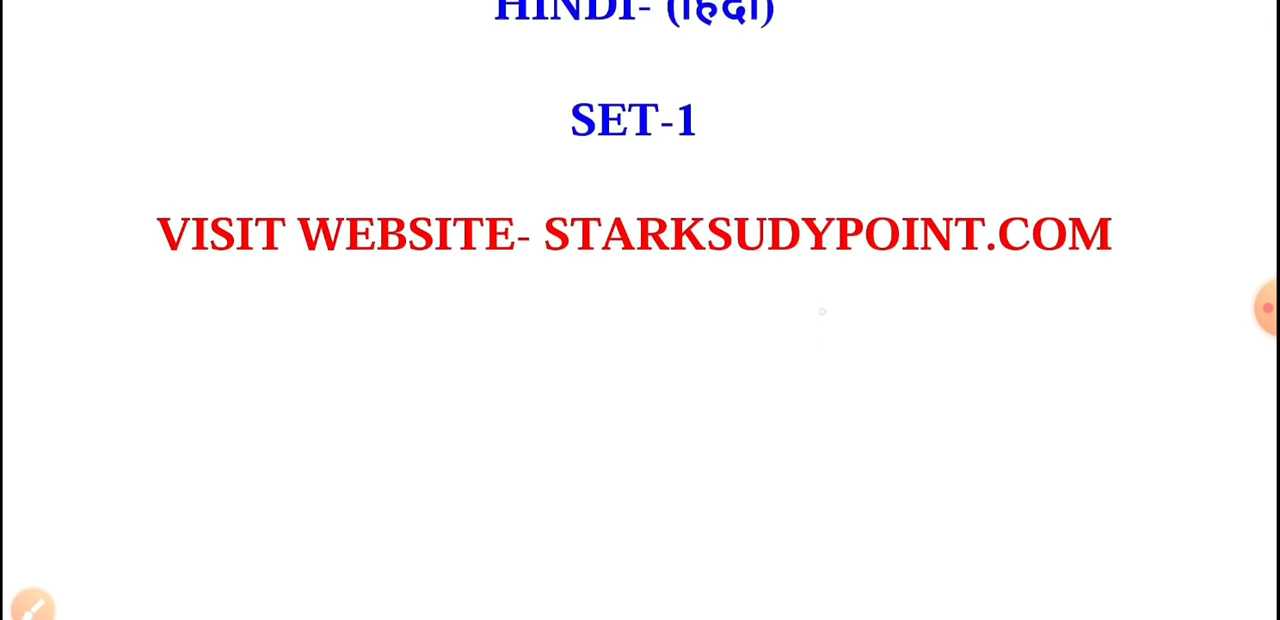 HINDI- (हिंदी)
SET-1
VISIT WEBSITE- STARKSUDYPOINT.COM